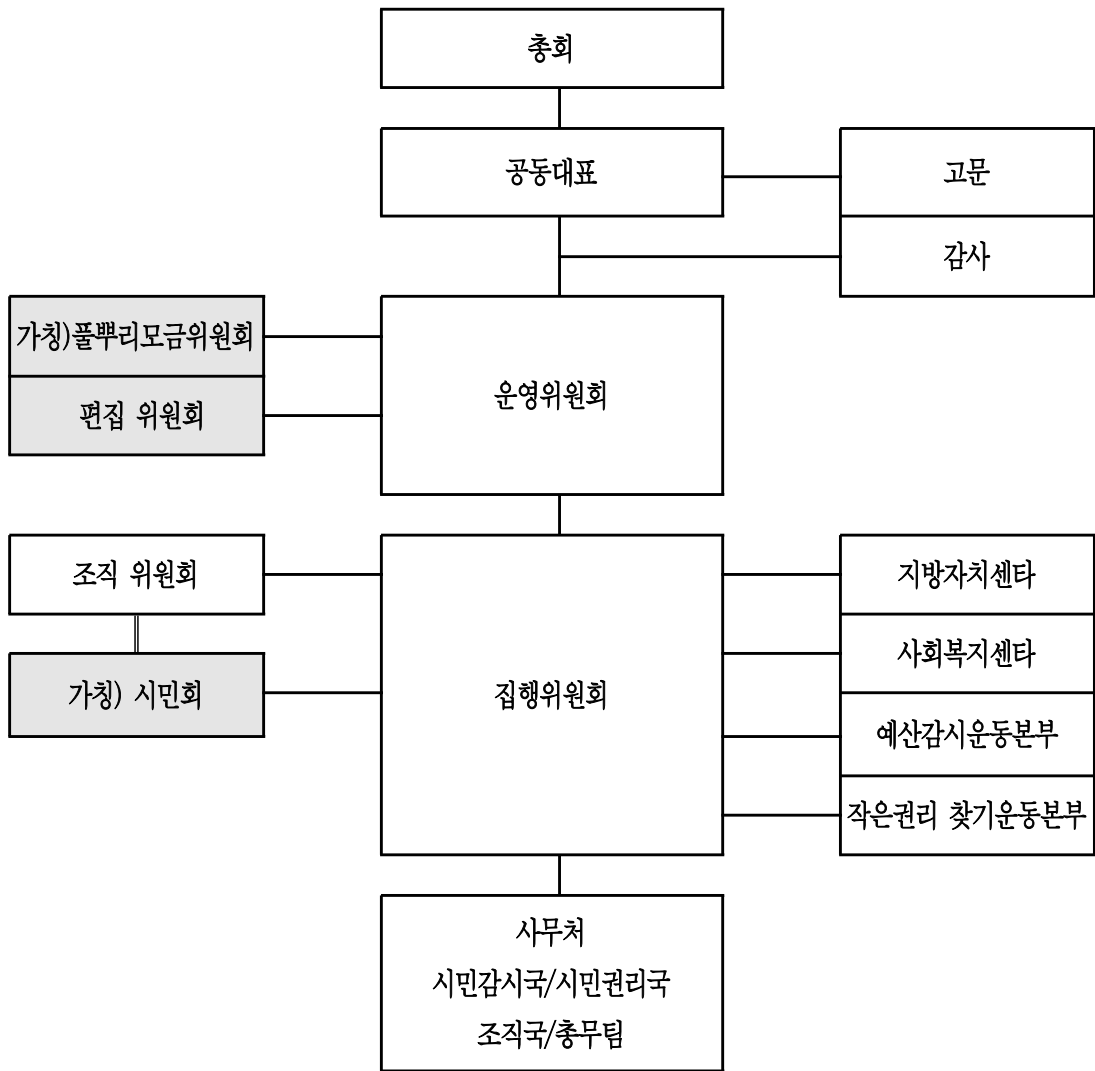 총회
공동대표
고문
감사
가칭)풀뿌리모금위원회
편집 위원회
운영위원회
조직 위원회
가칭) 시민회
집행위원회
지방자치센타
사회복지센타
예산감시운동본부
작은권리 찾기운동본부
사무처
시민감시국/시민권리국
조직국/총무팀